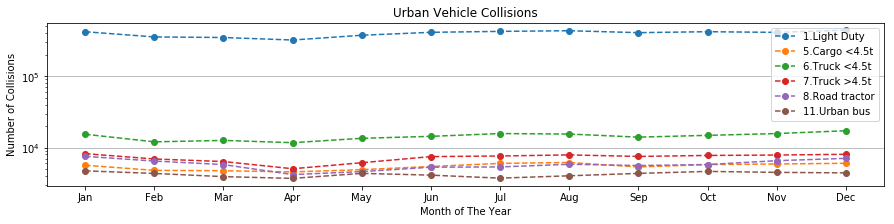 Urban Vehicle Collisions
Number of Collisions
10^5
10^4
1.Light Duty
5.Cargo <4.5t
6.Truck <4.5t
7.Truck >4.5t
8.Road tractor
11.Urban bus
Jan Feb Mar Apr May Jun Jul Aug Sep Oct Nov Dec
Month of The Year